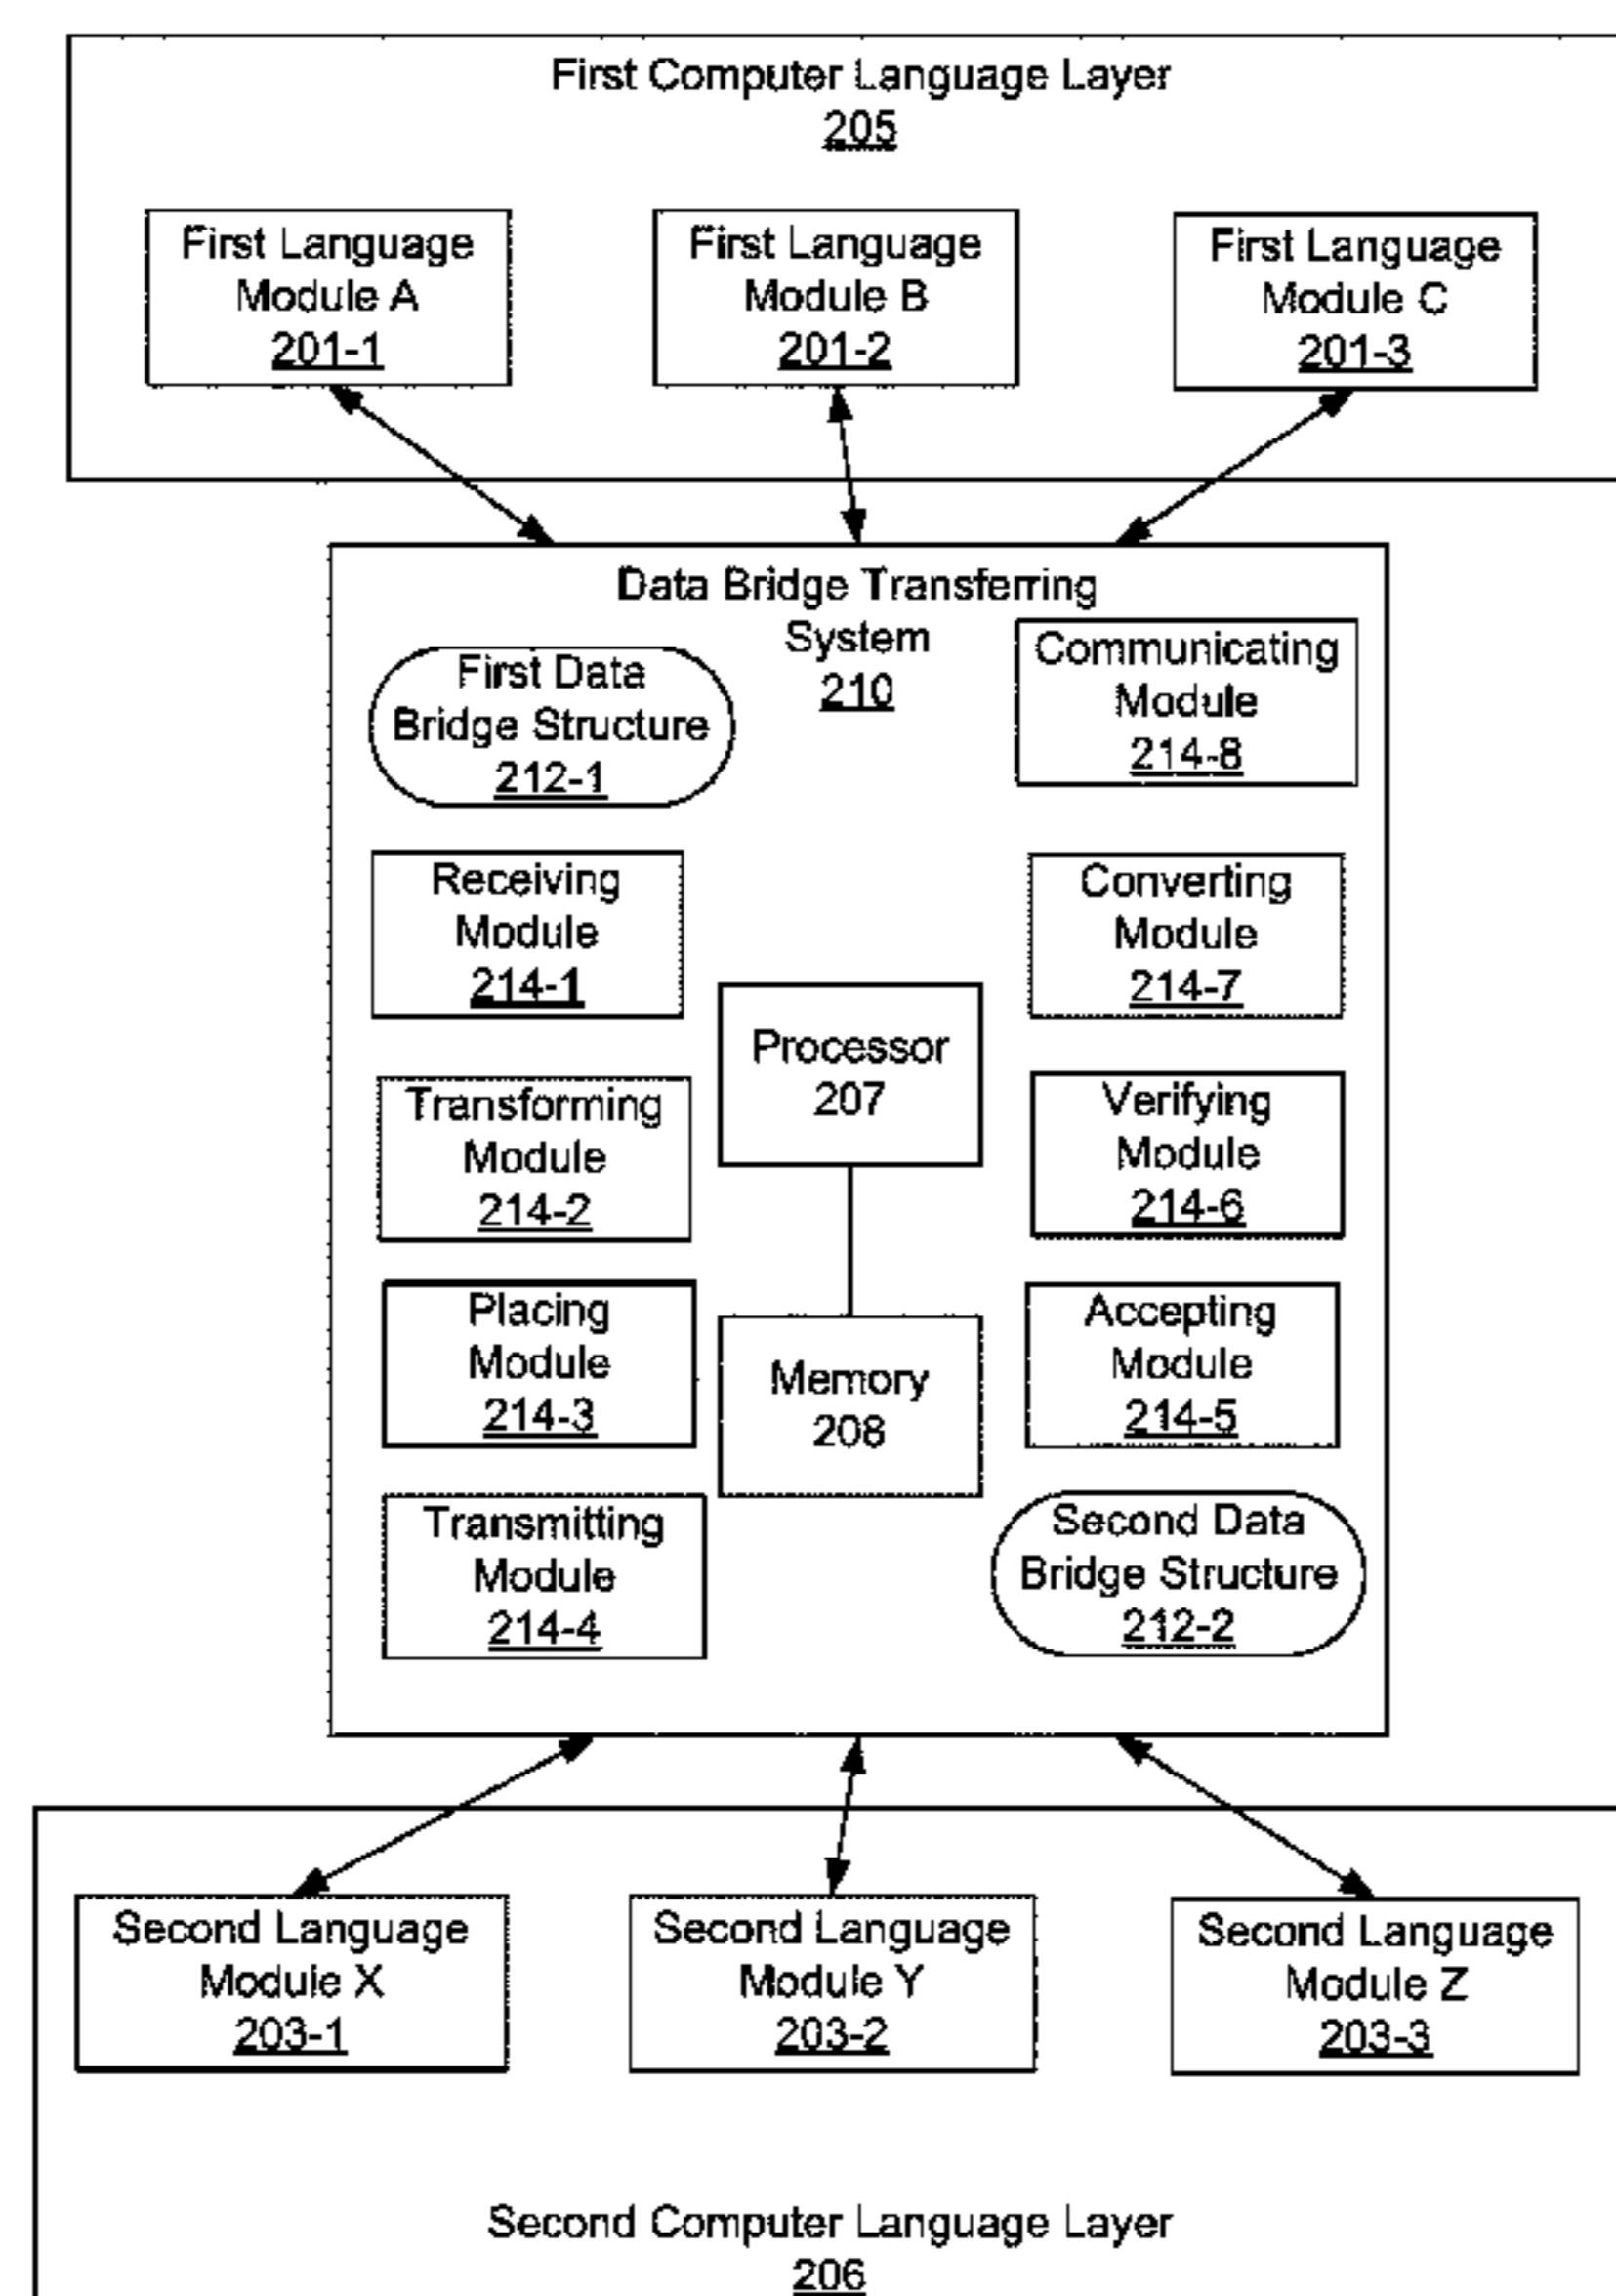 First Computer Language Layer
205
First Language
Module A
201-1
First Language
Module B
201-2
First Language
Module C
201-3
Data Bridge Transferring
System
210
First Data
Bridge Structure
212-1
Communicating
Module
214-8
Receiving
Module
214-1
Converting
Module
214-7
Processor
207
Transforming
Module
214-2
Verifying
Module
214-6
Placing
Module
214-3
Memory
208
Accepting
Module
214-5
Transmitting
Module
214-4
Second Data
Bridge Structure
212-2
Second Language
Module X
203-1
Second Language
Module Y
203-2
Second Language
Module Z
203-3
Second Computer Language Layer
206